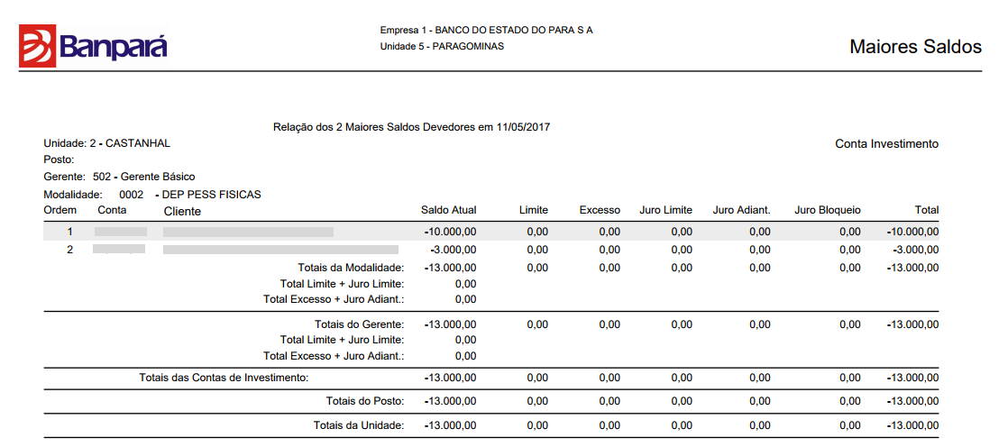 Banpará
Empresa 1 - BANCO DO ESTADO DO PARA S A
Unidade 5 - PARAGOMINAS
Maiores Saldos
Relação dos 2 Maiores Saldos Devedores em 11/05/2017
Unidade: 2 - CASTANHAL
Conta Investimento
Posto:
Gerente: 502 - Gerente Básico
Modalidade: 0002 - DEP PESS FISICAS
Ordem Conta Cliente Saldo Atual Limite Excesso Juro Limite Juro Adiant. Juro Bloqueio Total
1 -10.000,00 0,00 0,00 0,00 0,00 0,00 -10.000,00
2 -3.000,00 0,00 0,00 0,00 0,00 0,00 -3.000,00
Totais da Modalidade: -13.000,00 0,00 0,00 0,00 0,00 0,00 -13.000,00
Total Limite + Juro Limite: 0,00
Total Excesso + Juro Adiant.: 0,00
Totais do Gerente: -13.000,00 0,00 0,00 0,00 0,00 0,00 -13.000,00
Total Limite + Juro Limite: 0,00
Total Excesso + Juro Adiant.: 0,00
Totais das Contas de Investimento: -13.000,00 0,00 0,00 0,00 0,00 0,00 -13.000,00
Totais do Posto: -13.000,00 0,00 0,00 0,00 0,00 0,00 -13.000,00
Totais da Unidade: -13.000,00 0,00 0,00 0,00 0,00 0,00 -13.000,00